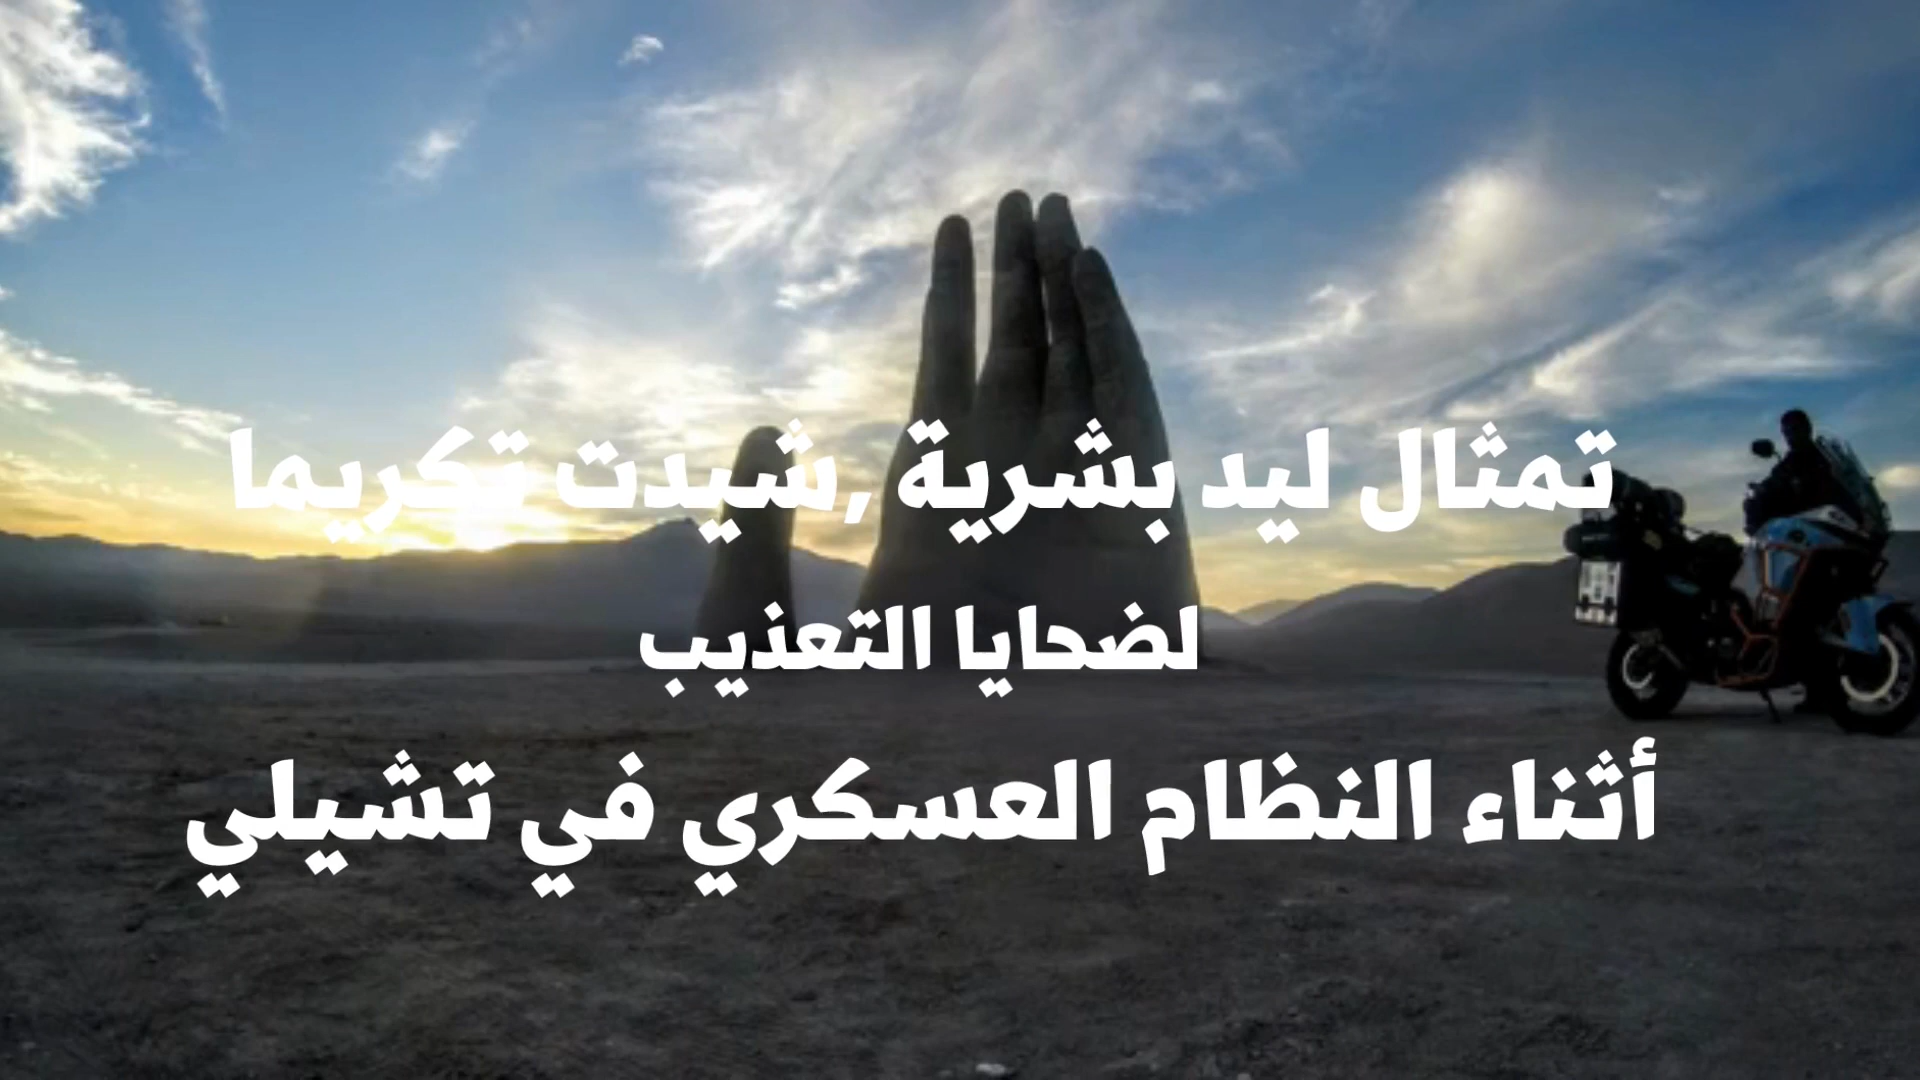 تمثال ليد بشرية ,شيدت تكريما
لضحايا التعذيب
أثناء النظام العسكري في تشيلي